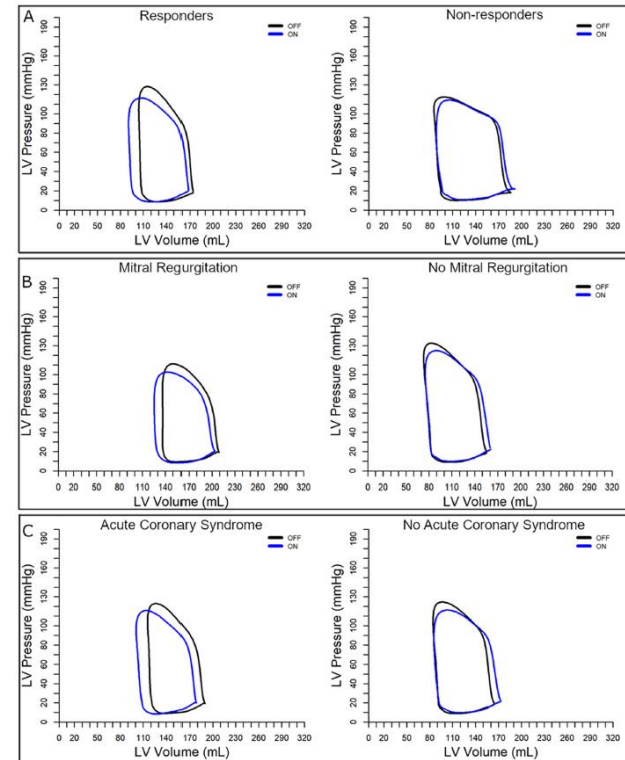 A
Responders
OFF
ON
LV Pressure (mmHg)
0 20 40 60 80 100 130 160 190
0 20 50 80 110 140 170 200 230 260 290 320
LV Volume (mL)
Non-responders
OFF
ON
LV Pressure (mmHg)
0 20 40 60 80 100 130 160 190
0 20 50 80 110 140 170 200 230 260 290 320
LV Volume (mL)
B
Mitral Regurgitation
OFF
ON
LV Pressure (mmHg)
0 20 40 60 80 100 130 160 190
0 20 50 80 110 140 170 200 230 260 290 320
LV Volume (mL)
No Mitral Regurgitation
OFF
ON
LV Pressure (mmHg)
0 20 40 60 80 100 130 160 190
0 20 50 80 110 140 170 200 230 260 290 320
LV Volume (mL)
C
Acute Coronary Syndrome
OFF
ON
LV Pressure (mmHg)
0 20 40 60 80 100 130 160 190
0 20 50 80 110 140 170 200 230 260 290 320
LV Volume (mL)
No Acute Coronary Syndrome
OFF
ON
LV Pressure (mmHg)
0 20 40 60 80 100 130 160 190
0 20 50 80 110 140 170 200 230 260 290 320
LV Volume (mL)